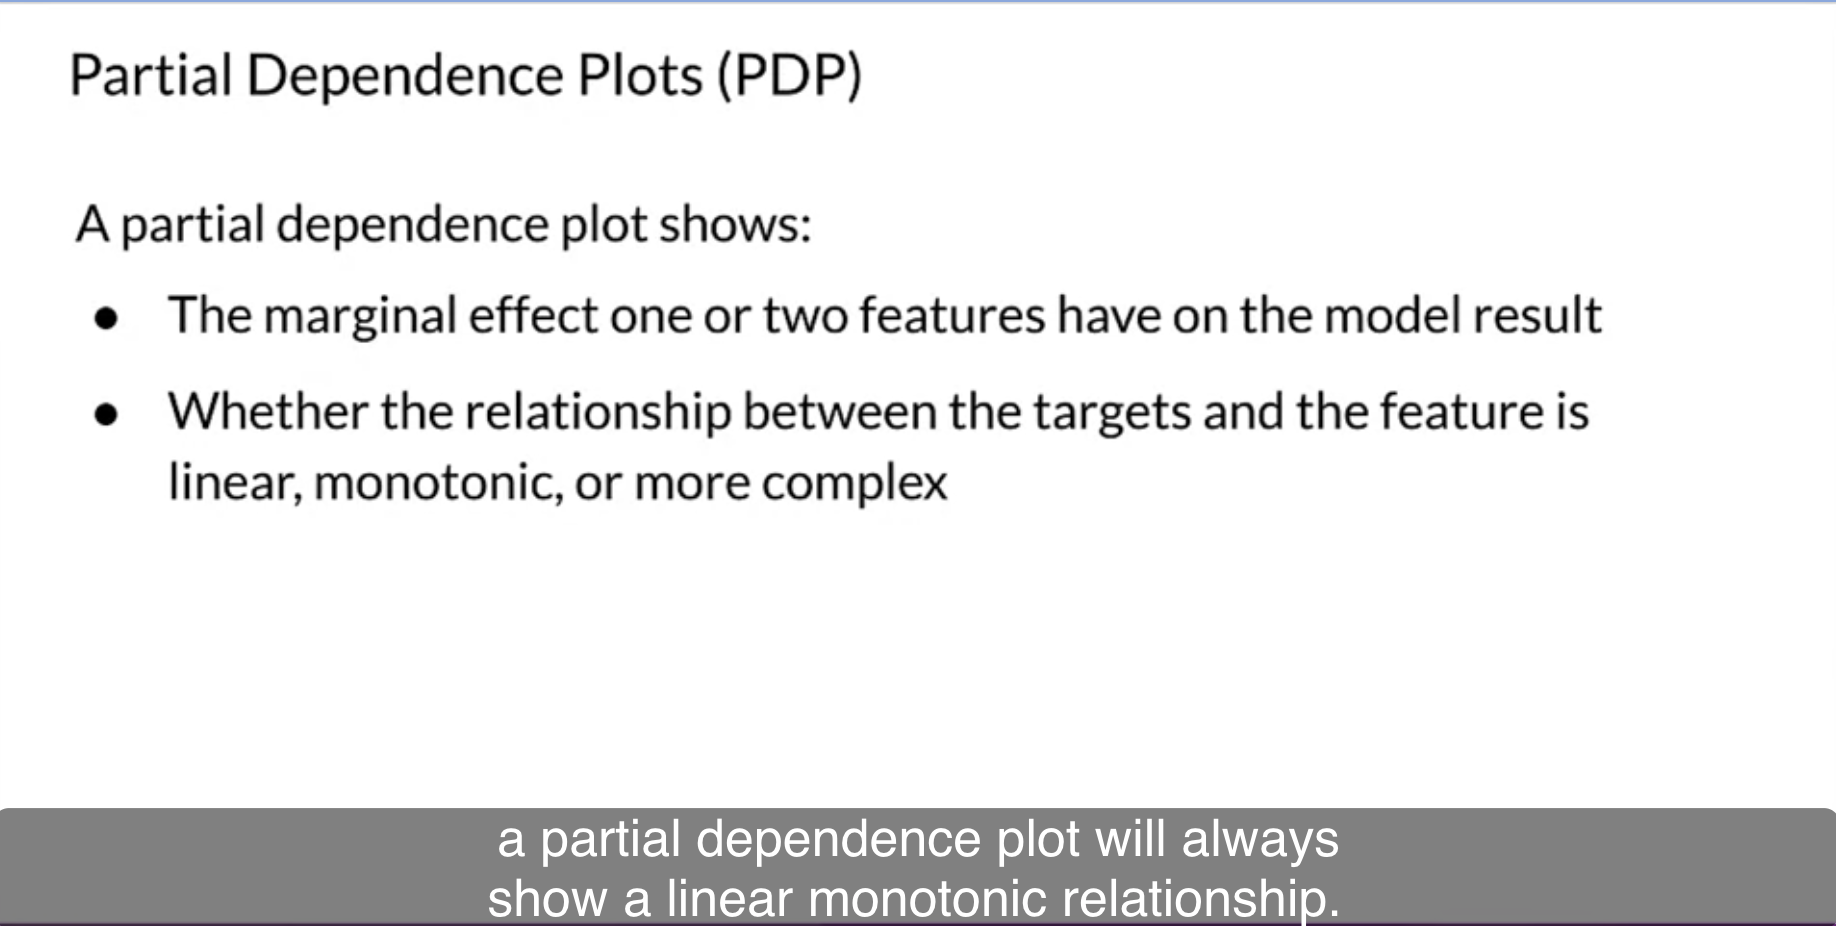 Partial Dependence Plots (PDP)
A partial dependence plot shows:
● The marginal effect one or two features have on the model result
● Whether the relationship between the targets and the feature is
linear, monotonic, or more complex
a partial dependence plot will always
show a linear monotonic relationship.